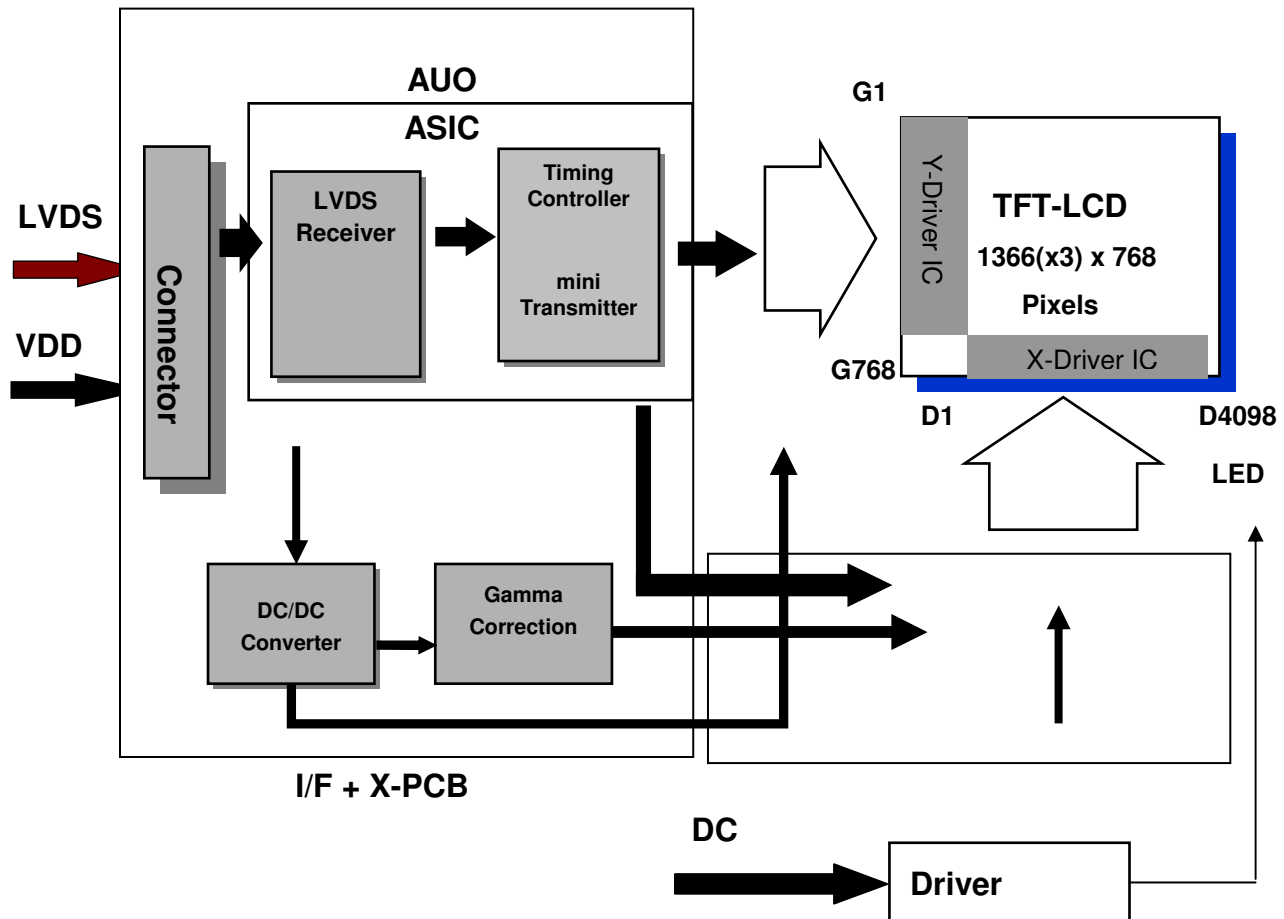 AUO
ASIC
G1
LVDS
Receiver
Timing
Controller
mini
Transmitter
LVDS
VDD
Connector
Y-Driver IC
TFT-LCD
1366(x3) x 768
Pixels
X-Driver IC
G768
D1
D4098
LED
DC/DC
Converter
Gamma
Correction
I/F + X-PCB
DC
Driver